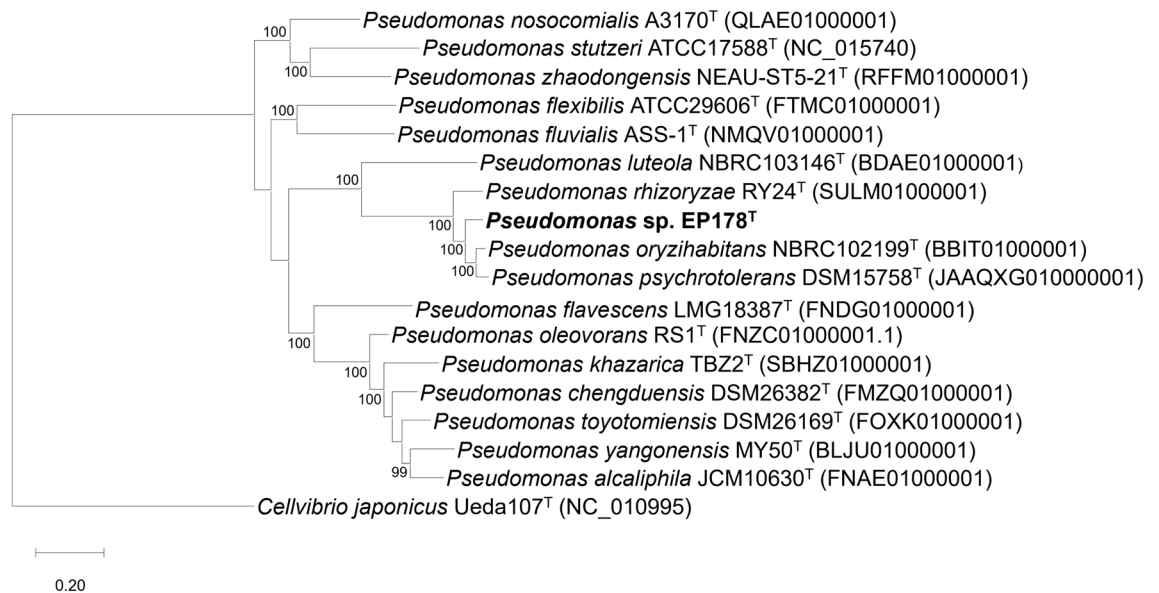 Pseudomonas nosocomialis A3170ᵀ (QLAE01000001)
100
Pseudomonas stutzeri ATCC17588ᵀ (NC_015740)
100
Pseudomonas zhaodongensis NEAU-ST5-21ᵀ (RFFM01000001)
100
Pseudomonas flexibilis ATCC29606ᵀ (FTMC01000001)
Pseudomonas fluvialis ASS-1ᵀ (NMQV01000001)
Pseudomonas luteola NBRC103146ᵀ (BDAE01000001)
100
Pseudomonas rhizoryzae RY24ᵀ (SULM01000001)
100
Pseudomonas sp. EP178ᵀ
100
Pseudomonas oryzihabitans NBRC102199ᵀ (BBIT01000001)
100
Pseudomonas psychrotolerans DSM15758ᵀ (JAAQXG010000001)
Pseudomonas flavescens LMG18387ᵀ (FNDG01000001)
100
Pseudomonas oleovorans RS1ᵀ (FNZC01000001.1)
100
Pseudomonas khazarica TBZ2ᵀ (SBHZ01000001)
100
Pseudomonas chengduensis DSM26382ᵀ (FMZQ01000001)
Pseudomonas toyotomiensis DSM26169ᵀ (FOXK01000001)
Pseudomonas yangonensis MY50ᵀ (BLJU01000001)
99
Pseudomonas alcaliphila JCM10630ᵀ (FNAE01000001)
Cellvibrio japonicus Ueda107ᵀ (NC_010995)
0.20